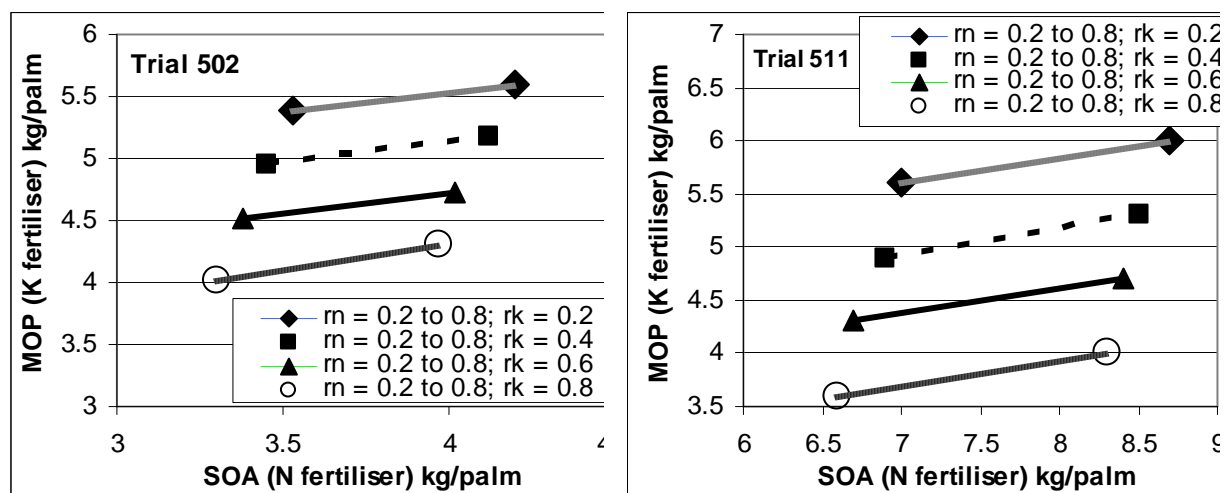 Trial 502
MOP (K fertiliser) kg/palm
6
5.5
5
4.5
4
3.5
3
rn = 0.2 to 0.8; rk = 0.2
rn = 0.2 to 0.8; rk = 0.4
rn = 0.2 to 0.8; rk = 0.6
rn = 0.2 to 0.8; rk = 0.8
3 3.5 4
SOA (N fertiliser) kg/palm
Trial 511
MOP (K fertiliser) kg/palm
7
6.5
6
5.5
5
4.5
4
3.5
rn = 0.2 to 0.8; rk = 0.2
rn = 0.2 to 0.8; rk = 0.4
rn = 0.2 to 0.8; rk = 0.6
rn = 0.2 to 0.8; rk = 0.8
6 6.5 7 7.5 8 8.5 9
SOA (N fertiliser) kg/palm